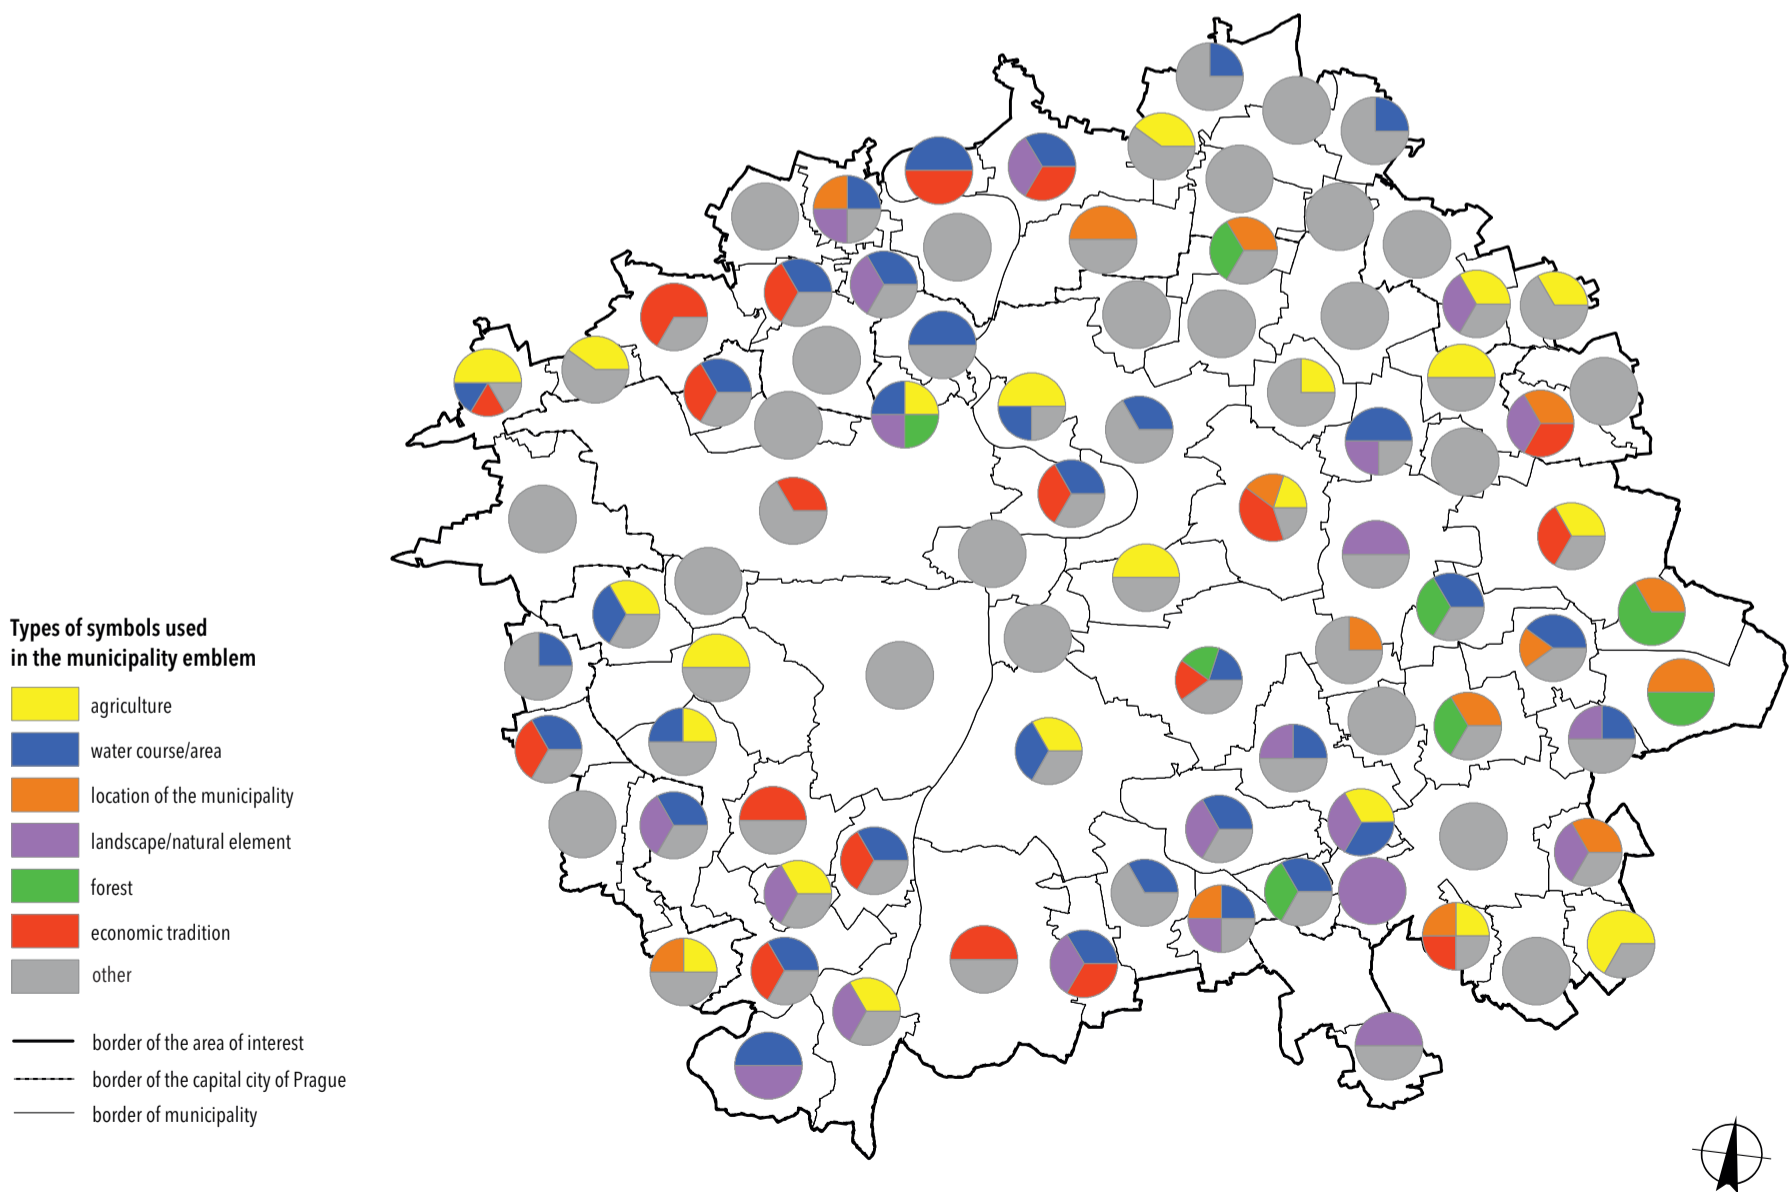 Types of symbols used
in the municipality emblem
agriculture
water course/area
location of the municipality
landscape/natural element
forest
economic tradition
other
border of the area of interest
border of the capital city of Prague
border of municipality